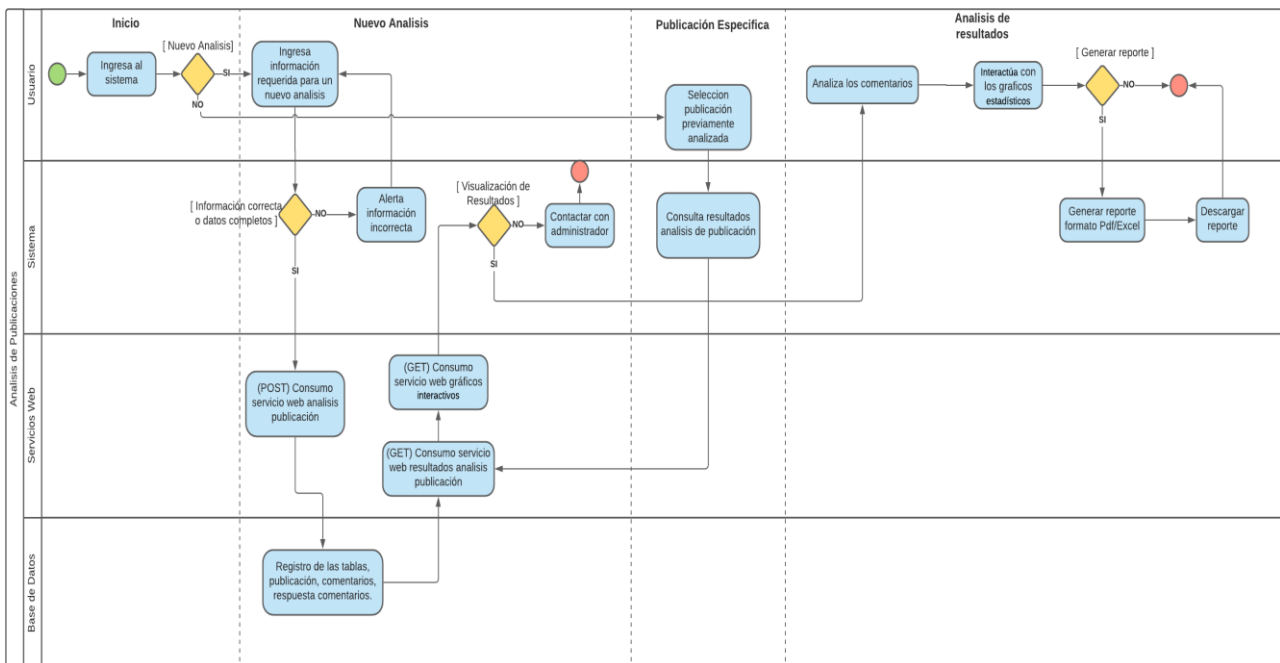 Inicio
Nuevo Analisis
Publicación Especifica
Analisis de
resultados
Analisis de Publicaciones
Usuario
Ingresa al
sistema
[ Nuevo Analisis]
SI
NO
Ingresa
información
requerida para un
nuevo analisis
Seleccion
publicación
previamente
analizada
Analiza los comentarios
Interactúa con
los graficos
estadísticos
[ Generar reporte ]
NO
SI
Sistema
[ Información correcta
o datos completos ]
NO
SI
Alerta
información
incorrecta
[ Visualización de
Resultados ]
NO
SI
Contactar con
administrador
Consulta resultados
analisis de publicación
Generar reporte
formato Pdf/Excel
Descargar
reporte
Servicios Web
(POST) Consumo
servicio web analisis
publicación
(GET) Consumo
servicio web gráficos
interactivos
(GET) Consumo servicio
web resultados analisis
publicación
Base de Datos
Registro de las tablas,
publicación, comentarios,
respuesta comentarios.